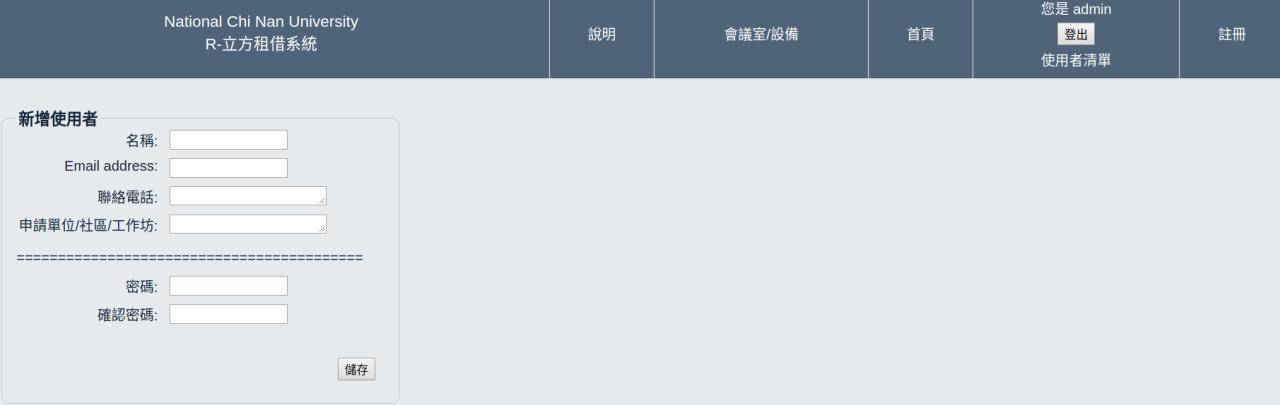 National Chi Nan University
R-立方租借系統
說明
會議室/設備
首頁
您是 admin
登出
使用者清單
註冊
新增使用者
名稱:
Email address:
聯絡電話:
申請單位/社區/工作坊:
==========================================
密碼:
確認密碼:
儲存